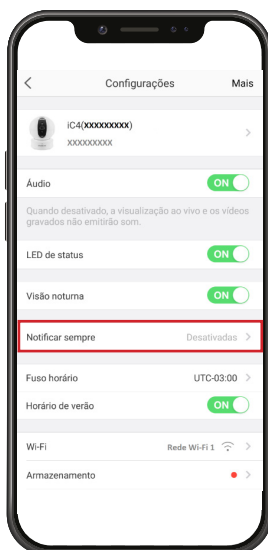 Configurações Mais
iC4(xxxxxxxxx)
xxxxxxxxx
Áudio ON
Quando desativado, a visualização ao vivo e os vídeos
gravados não emitirão som.
LED de status ON
Visão noturna ON
Notificar sempre Desativadas
Fuso horário UTC-03:00
Horário de verão ON
Wi-Fi Rede Wi-Fi 1
Armazenamento